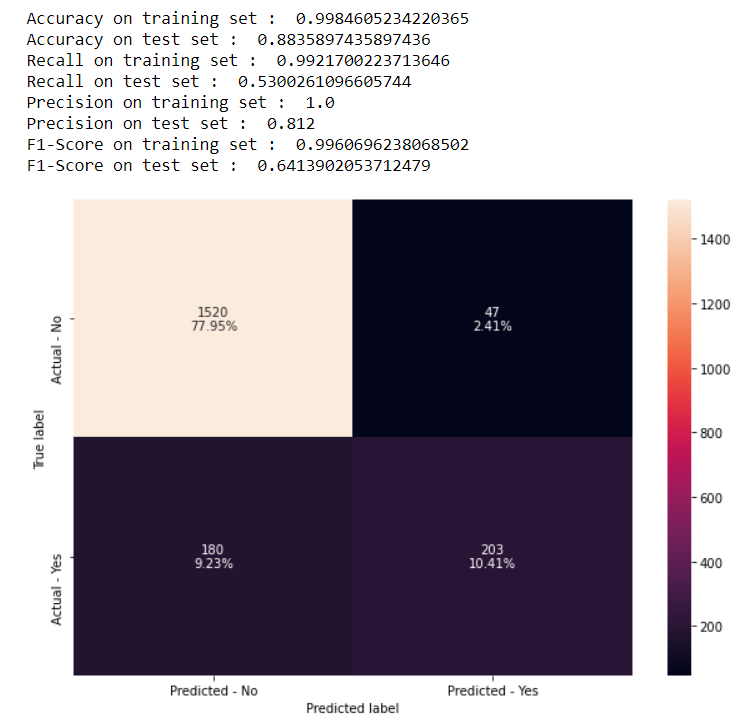 Accuracy on training set :  0.9984605234220365
Accuracy on test set :  0.8835897435897436
Recall on training set :  0.9921700223713646
Recall on test set :  0.5300261096605744
Precision on training set :  1.0
Precision on test set :  0.812
F1-Score on training set :  0.9960696238068502
F1-Score on test set :  0.6413902053712479
1520
77.95%
47
2.41%
180
9.23%
203
10.41%
Actual - No
Actual - Yes
True label
Predicted - No
Predicted - Yes
Predicted label
1400
1200
1000
800
600
400
200